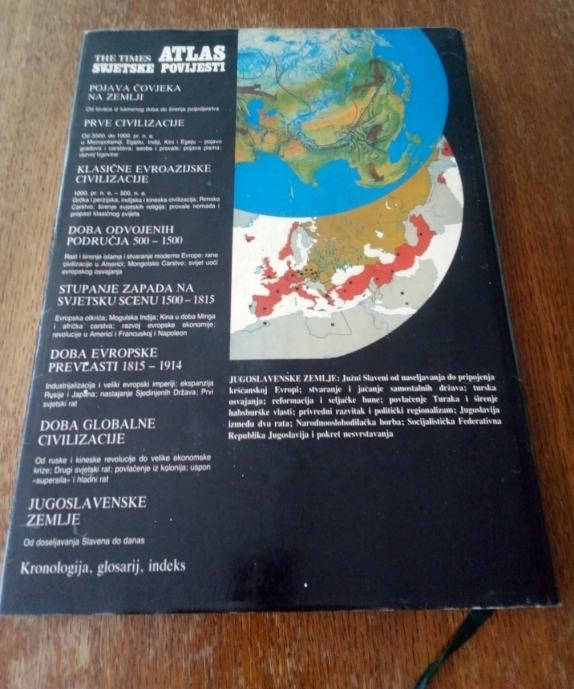 THE TIMES ATLAS
SVJETSKE POVIJESTI
POJAVA ČOVJEKA
NA ZEMLJI
Od lovaca iz kamenog doba do širenja poljodjelstva
PRVE CIVILIZACIJE
Od 3500. do 1000. pr. n. e.
u Mezopotamiji, Egiptu, Indiji, Kini i Egeju – pojava
gradova i carstava; seobe i provale; pojava pisma;
razvoj trgovine
KLASIČNE EVROAZIJSKE
CIVILIZACIJE
1000. pr. n. e. – 500. n. e.
Grčka i perzijska, indijska i kineska civilizacija; Rimsko
Carstvo; širenje svjetskih religija; provale nomada i
propast klasičnog svijeta
DOBA ODVOJENIH
PODRUČJA 500 – 1500
Rast i širenje islama i stvaranje moderne Evrope; rane
civilizacije u Americi; Mongolsko Carstvo; svijet uoči
evropskog osvajanja
STUPANJE ZAPADA NA
SVJETSKU SCENU 1500 – 1815
Evropska otkrića; Mogulska Indija; Kina u doba Minga
i afrička carstva; razvoj evropske ekonomije;
revolucije u Americi i Francuskoj i Napoleon
DOBA EVROPSKE
PREVLASTI 1815 – 1914
Industrijalizacija i veliki evropski imperiji; ekspanzija
Rusije i Japana; nastajanje Sjedinjenih Država; Prvi
svjetski rat
DOBA GLOBALNE
CIVILIZACIJE
Od ruske i kineske revolucije do velike ekonomske
krize; Drugi svjetski rat; povlačenje iz kolonija; uspon
«supersila» i hladni rat
JUGOSLAVENSKE
ZEMLJE
Od doseljavanja Slavena do danas
Kronologija, glosarij, indeks
JUGOSLAVENSKE ZEMLJE: Južni Slaveni od naseljavanja do pripojenja
kršćanskoj Evropi; stvaranje i jačanje samostalnih država; turska
osvajanja; reformacija i seljačke bune; povlačenje Turaka i širenje
habsburške vlasti; privredni razvitak i politički regionalizam; Jugoslavija
između dva rata; Narodnooslobodilačka borba; Socijalistička Federativna
Republika Jugoslavija i pokret nesvrstavanja